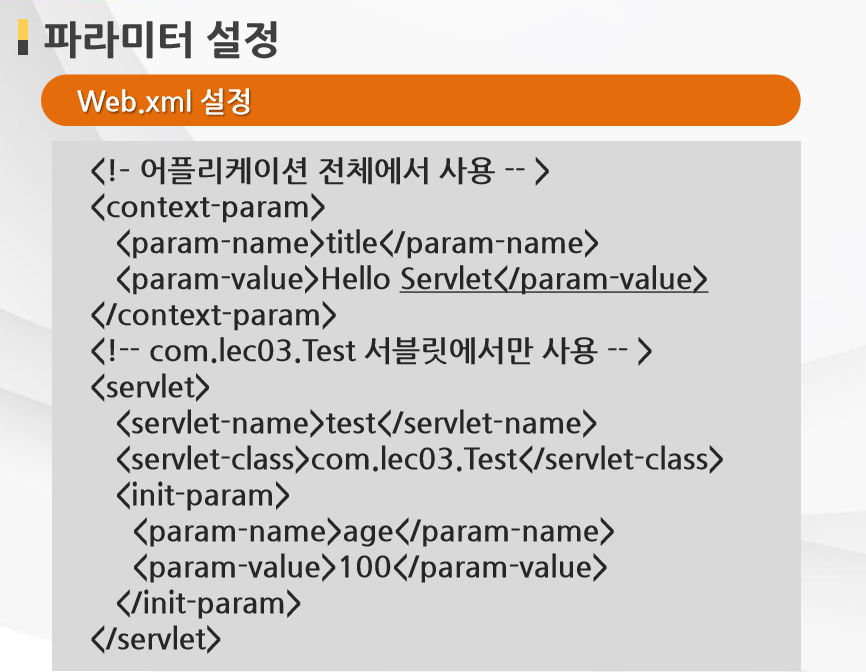 파라미터 설정
Web.xml 설정
<!- 어플리케이션 전체에서 사용 -- >
<context-param>
<param-name>title</param-name>
<param-value>Hello Servlet</param-value>
</context-param>
<!-- com.lec03.Test 서블릿에서만 사용 -- >
<servlet>
<servlet-name>test</servlet-name>
<servlet-class>com.lec03.Test</servlet-class>
<init-param>
<param-name>age</param-name>
<param-value>100</param-value>
</init-param>
</servlet>